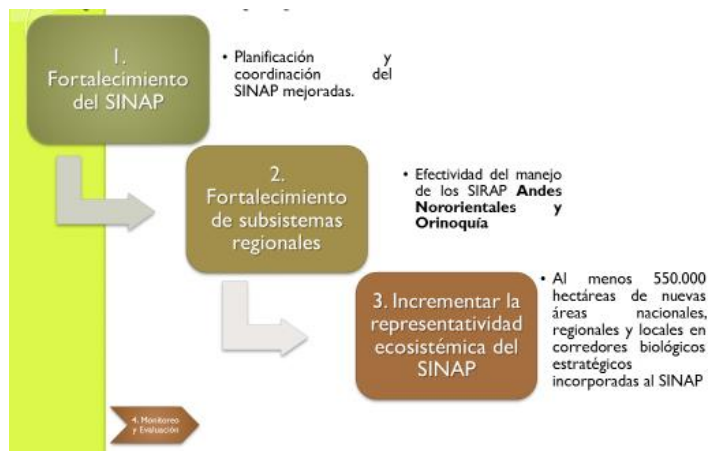 1.
Fortalecimiento
del SINAP
• Planificación y
coordinación del
SINAP mejoradas.
2.
Fortalecimiento
de subsistemas
regionales
• Efectividad del manejo
de los SIRAP Andes
Nororientales y
Orinoquía
3. Incrementar la
representatividad
ecosistémica del
SINAP
• Al menos 550.000
hectáreas de nuevas
áreas nacionales,
regionales y locales en
corredores biológicos
estratégicos
incorporadas al SINAP
4. Monitoreo
y Evaluación